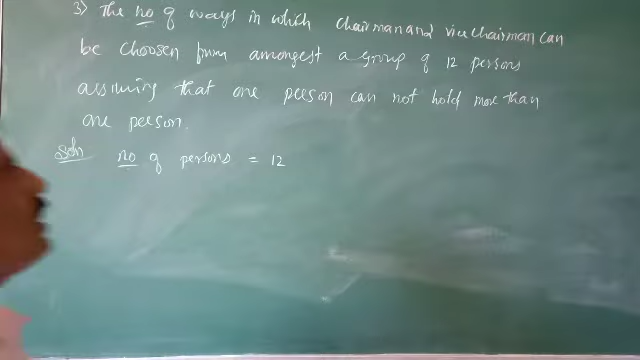 3) The no of ways in which chairman and vice chairman can
be choosen from amongest a group of 12 persons
assuming that one person can not hold more than
one person.
Soln no of persons = 12